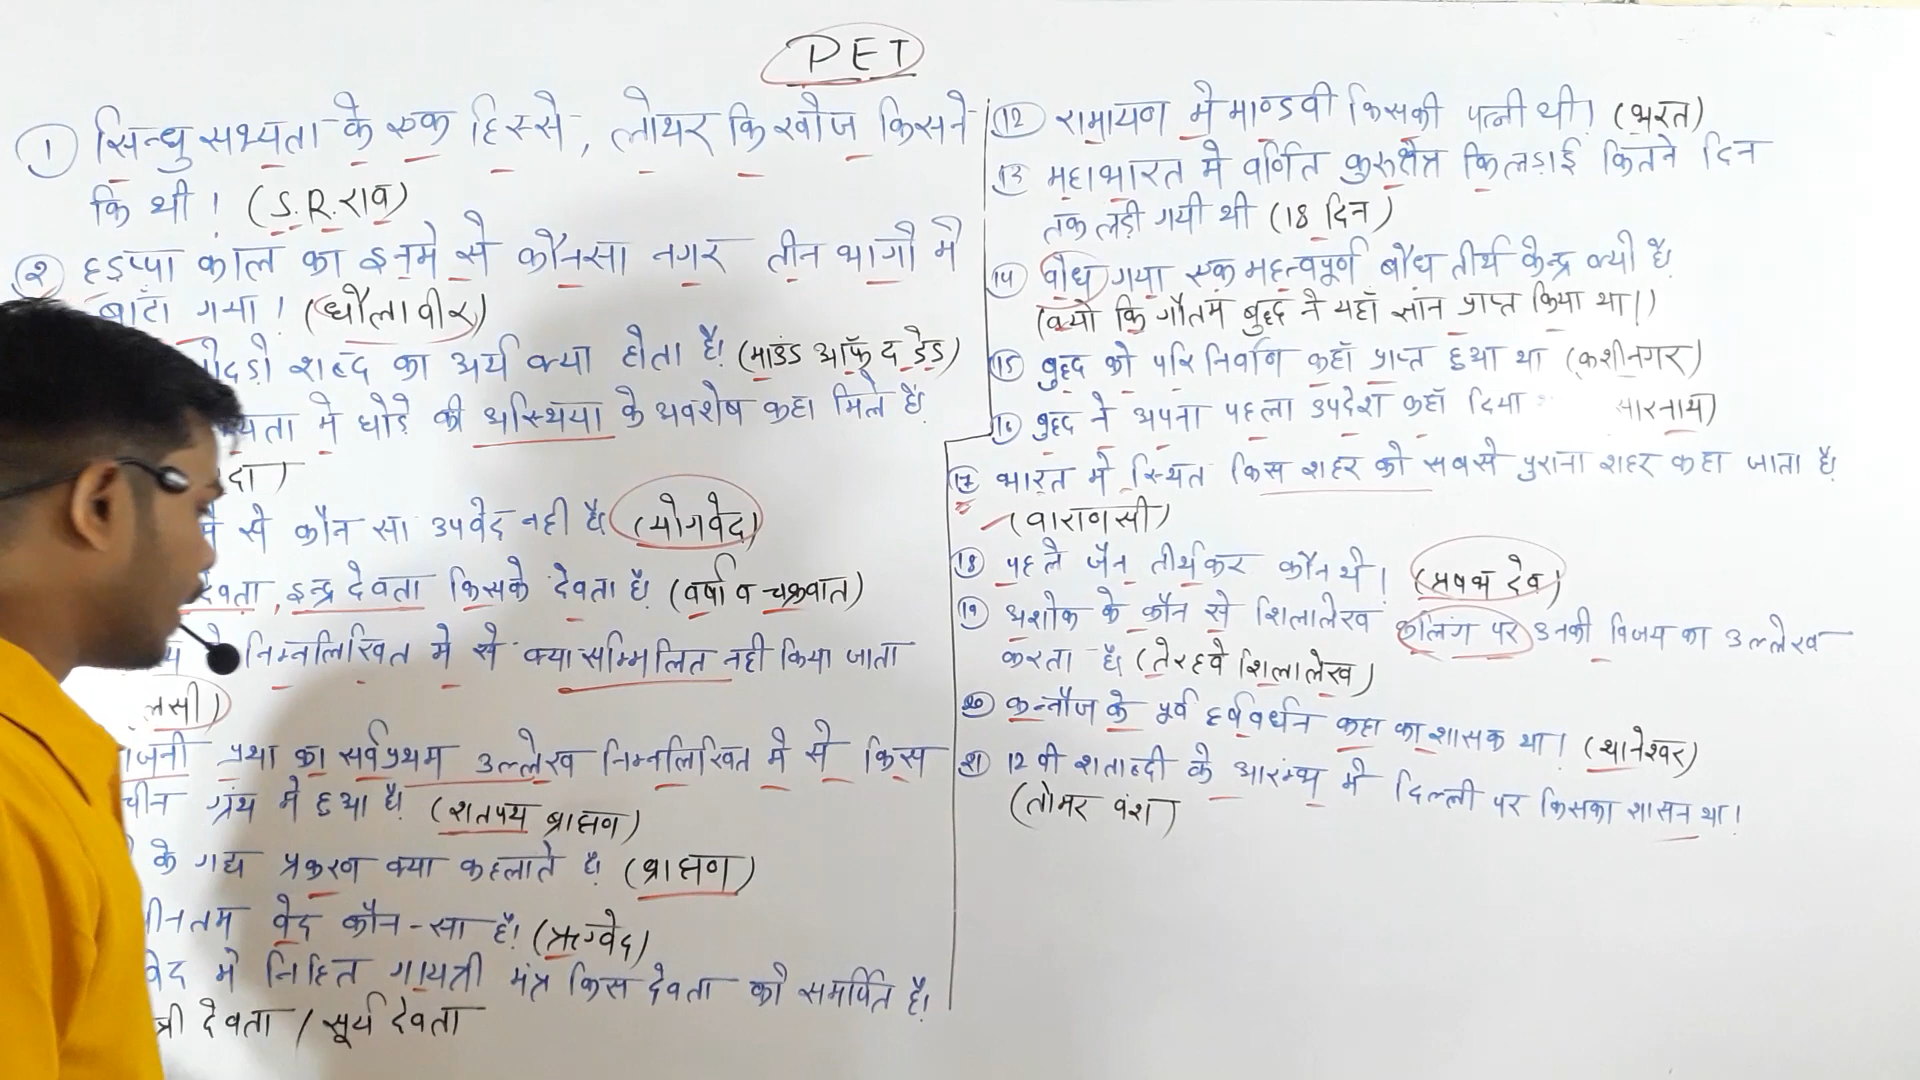 PET
① सिन्धु सभ्यता के एक हिस्से, लोथर कि खोज किसने
कि थी। (S.R.राव)
② हडप्पा काल का इनमे से कौनसा नगर तीन भागो मे
बाटा गया। (धौलावीर)
शब्द का अर्थ क्या होता है। (माउंड ऑफ द डेड)
मे घोडे की अस्थिया के अवशेष कहा मिले है।
दा)
से कौन सा उपवेद नही है। (योगवेद)
इन्द्र देवता किसके देवता है। (वर्षा व चक्रवात)
निम्नलिखित मे से क्या सम्मिलित नही किया जाता
लसी)
प्रथा का सर्वप्रथम उल्लेख निम्नलिखित मे से किस
चीन ग्रंथ मे हुआ है। (शतपथ ब्राह्मण)
के गद्य प्रकरण क्या कहलाते है। (ब्राह्मण)
ीनतम वेद कौन-सा है। (ऋग्वेद)
वेद मे निहित गायत्री मंत्र किस देवता को समर्पित है।
त्री देवता / सूर्य देवता
⑫ रामायण मे माण्डवी किसकी पत्नी थी। (भरत)
⑬ महाभारत मे वर्णित कुरुक्षेत्र कि लडाई कितने दिन
तक लड़ी गयी थी (18 दिन)
⑭ बोध गया एक महत्वपूर्ण बौध तीर्थ केन्द्र क्यो है।
(क्यो कि गौतम बुद्ध ने यहाँ ज्ञान प्राप्त किया था।)
⑮ बुद्द को परिनिर्वाण कहाँ प्राप्त हुआ था (कशीनगर)
⑯ बुद्द ने अपना पहला उपदेश कहाँ दिया सारनाथ)
⑰ भारत मे स्थित किस शहर को सबसे पुराना शहर कहा जाता है।
(वाराणसी)
⑱ पहले जैन तीर्थकर कौन थे। (ऋषभ देव)
⑲ अशोक के कौन से शिलालेख कलिंग पर उनकी विजय का उल्लेख
करता है। (तेरहवे शिलालेख)
⑳ कन्नौज के पूर्व हर्षवर्धन कहा का शासक था। (थानेश्वर)
㉑ 12 वी शताब्दी के आरम्भ मे दिल्ली पर किसका शासन था।
(तोमर वंश)